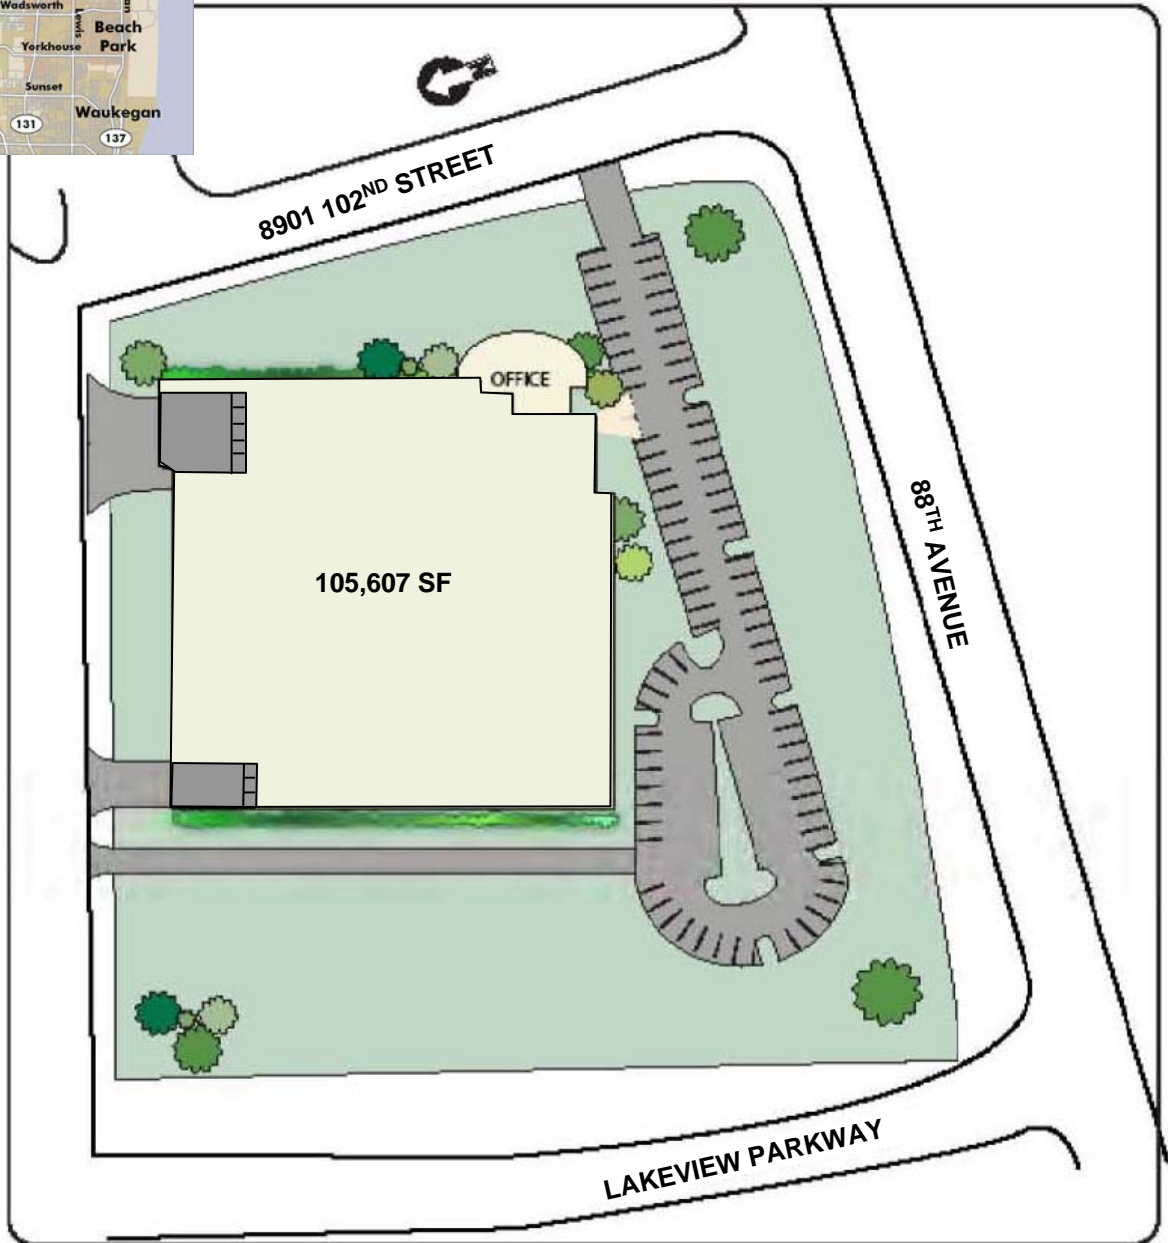 Wadsworth
Lewis
Beach
Park
Yorkhouse
Sunset
Waukegan
131
137
8901 102ND STREET
OFFICE
105,607 SF
88TH AVENUE
LAKEVIEW PARKWAY